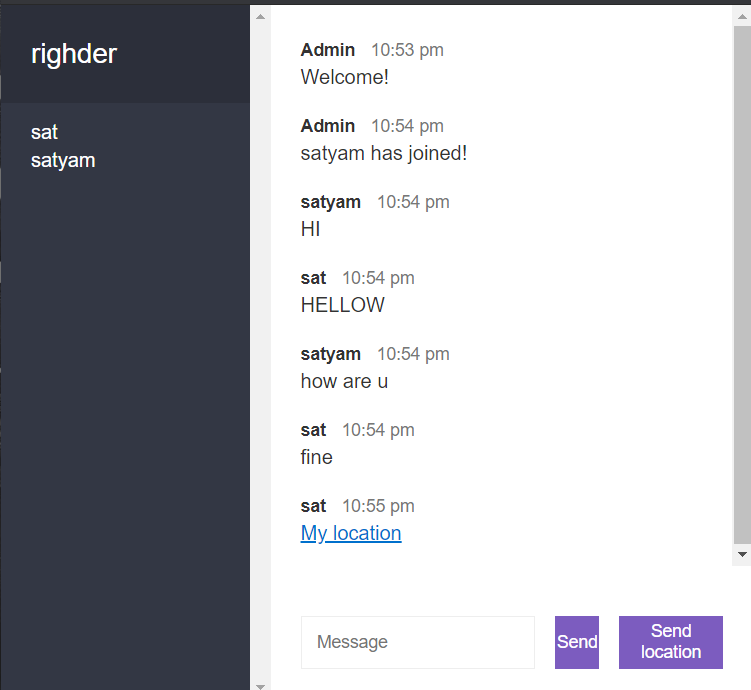 righder
sat
satyam
Admin 10:53 pm
Welcome!
Admin 10:54 pm
satyam has joined!
satyam 10:54 pm
HI
sat 10:54 pm
HELLOW
satyam 10:54 pm
how are u
sat 10:54 pm
fine
sat 10:55 pm
My location
Message
Send
Send
location